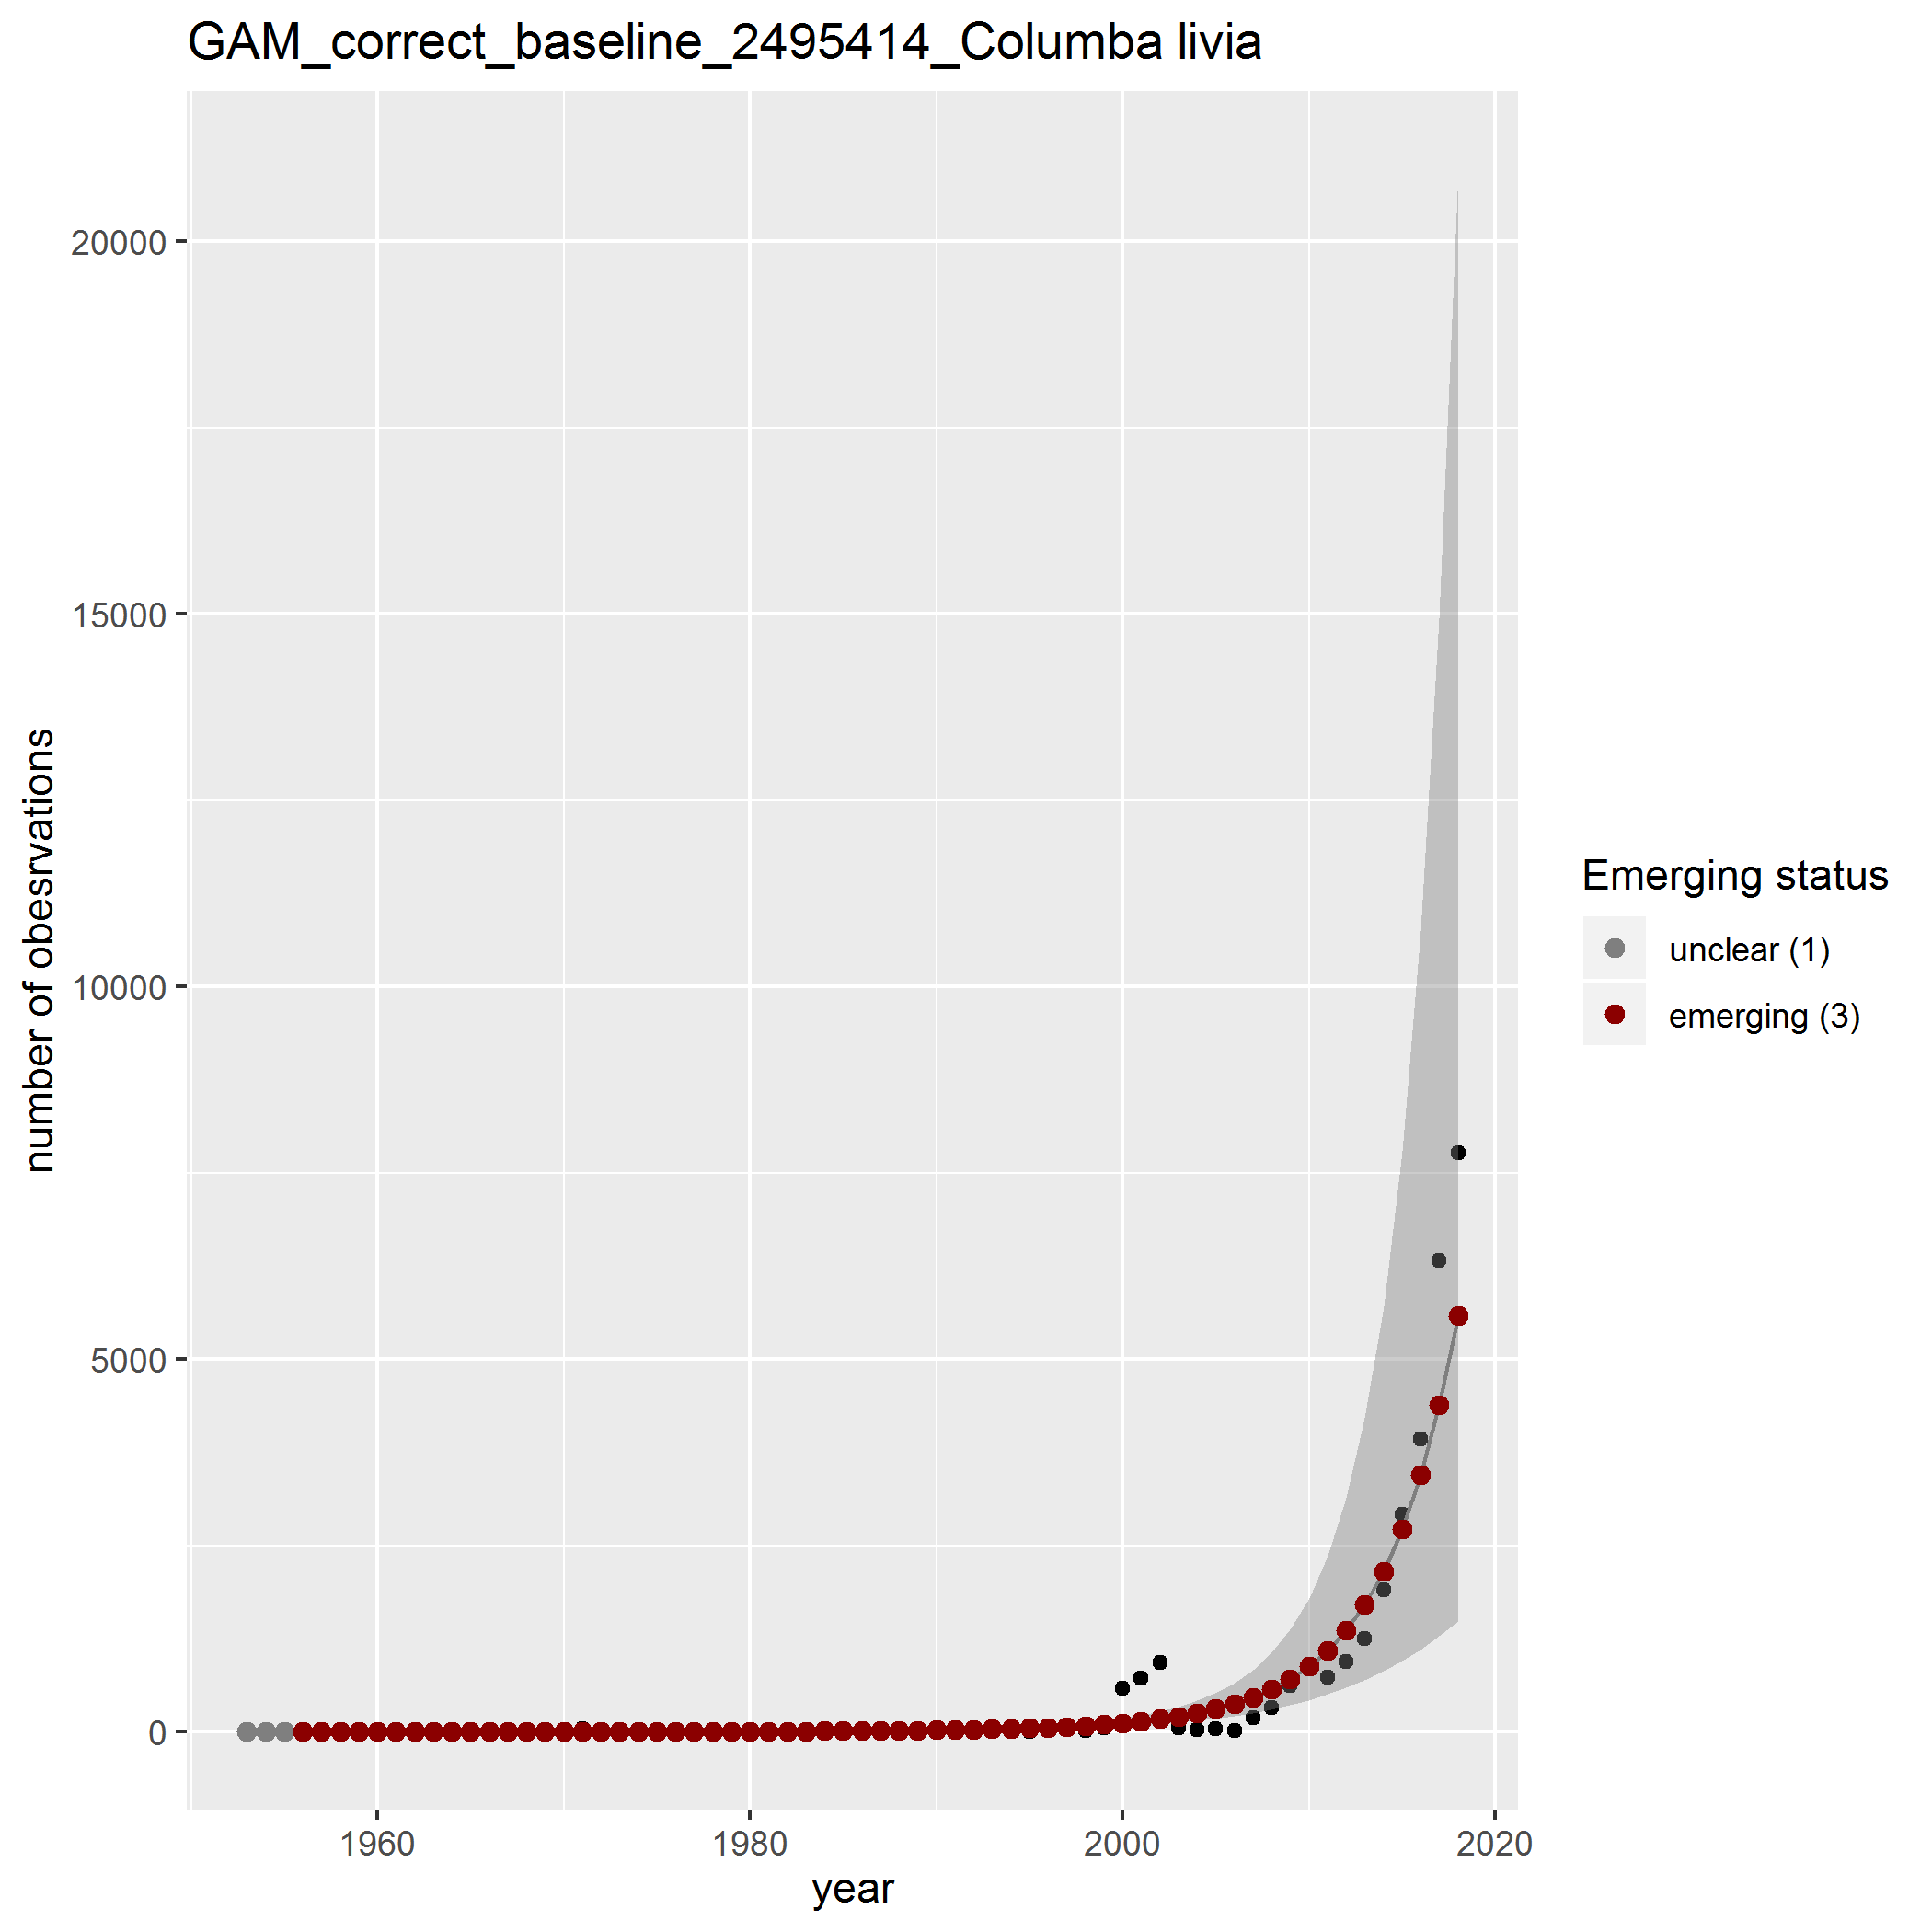 GAM_correct_baseline_2495414_Columba livia
20000
15000
10000
5000
0
number of obesrvations
1960
1980
2000
2020
year
Emerging status
unclear (1)
emerging (3)